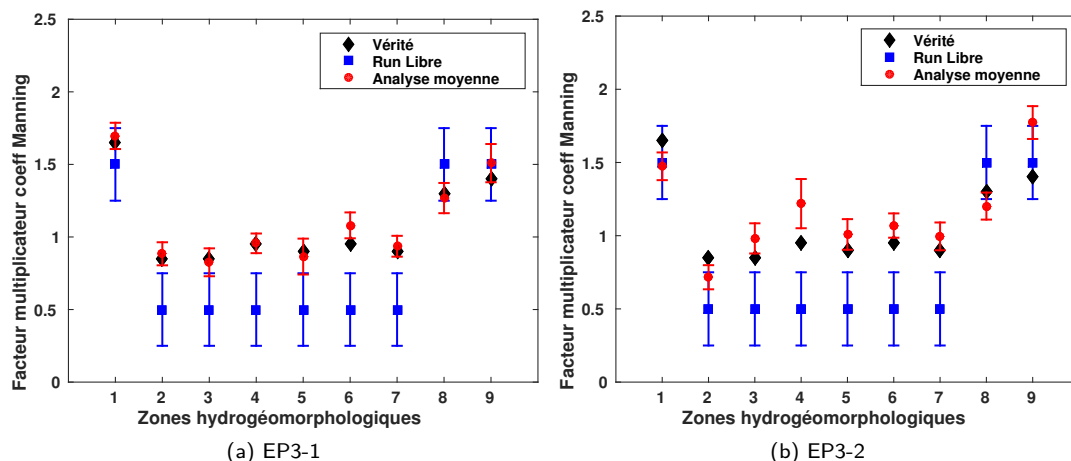 2.5
2
1.5
1
0.5
0
Facteur multiplicateur coeff Manning
Vérité
Run Libre
Analyse moyenne
1 2 3 4 5 6 7 8 9
Zones hydrogéomorphologiques
(a) EP3-1
2.5
2
1.5
1
0.5
0
Facteur multiplicateur coeff Manning
Vérité
Run Libre
Analyse moyenne
1 2 3 4 5 6 7 8 9
Zones hydrogéomorphologiques
(b) EP3-2